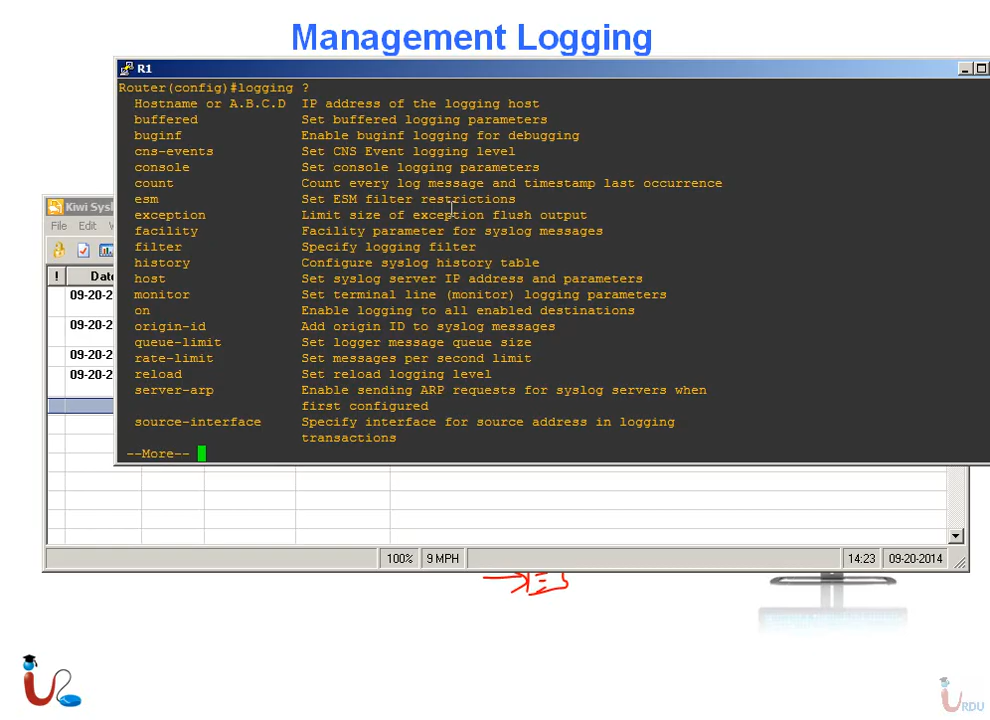 Management Logging
R1
Router(config)#logging ?
Hostname or A.B.C.D IP address of the logging host
buffered Set buffered logging parameters
buginf Enable buginf logging for debugging
cns-events Set CNS Event logging level
console Set console logging parameters
count Count every log message and timestamp last occurrence
esm Set ESM filter restrictions
exception Limit size of exception flush output
facility Facility parameter for syslog messages
filter Specify logging filter
history Configure syslog history table
host Set syslog server IP address and parameters
monitor Set terminal line (monitor) logging parameters
on Enable logging to all enabled destinations
origin-id Add origin ID to syslog messages
queue-limit Set logger message queue size
rate-limit Set messages per second limit
reload Set reload logging level
server-arp Enable sending ARP requests for syslog servers when
first configured
source-interface Specify interface for source address in logging
transactions
--More--
Kiwi Sysl
File Edit
! Date
09-20-2
09-20-2
09-20-2
09-20-2
100% 9 MPH 14:23 09-20-2014
URDU